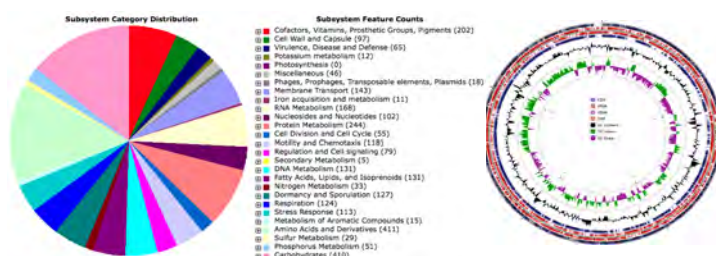 Subsystem Category Distribution
Subsystem Feature Counts
Cofactors, Vitamins, Prosthetic Groups, Pigments (202)
Cell Wall and Capsule (97)
Virulence, Disease and Defense (65)
Potassium metabolism (12)
Photosynthesis (0)
Miscellaneous (46)
Phages, Prophages, Transposable elements, Plasmids (18)
Membrane Transport (143)
Iron acquisition and metabolism (11)
RNA Metabolism (168)
Nucleosides and Nucleotides (102)
Protein Metabolism (244)
Cell Division and Cell Cycle (55)
Motility and Chemotaxis (118)
Regulation and Cell signaling (79)
Secondary Metabolism (5)
DNA Metabolism (131)
Fatty Acids, Lipids, and Isoprenoids (131)
Nitrogen Metabolism (33)
Dormancy and Sporulation (127)
Respiration (124)
Stress Response (113)
Metabolism of Aromatic Compounds (15)
Amino Acids and Derivatives (411)
Sulfur Metabolism (29)
Phosphorus Metabolism (51)
Carbohydrates (410)